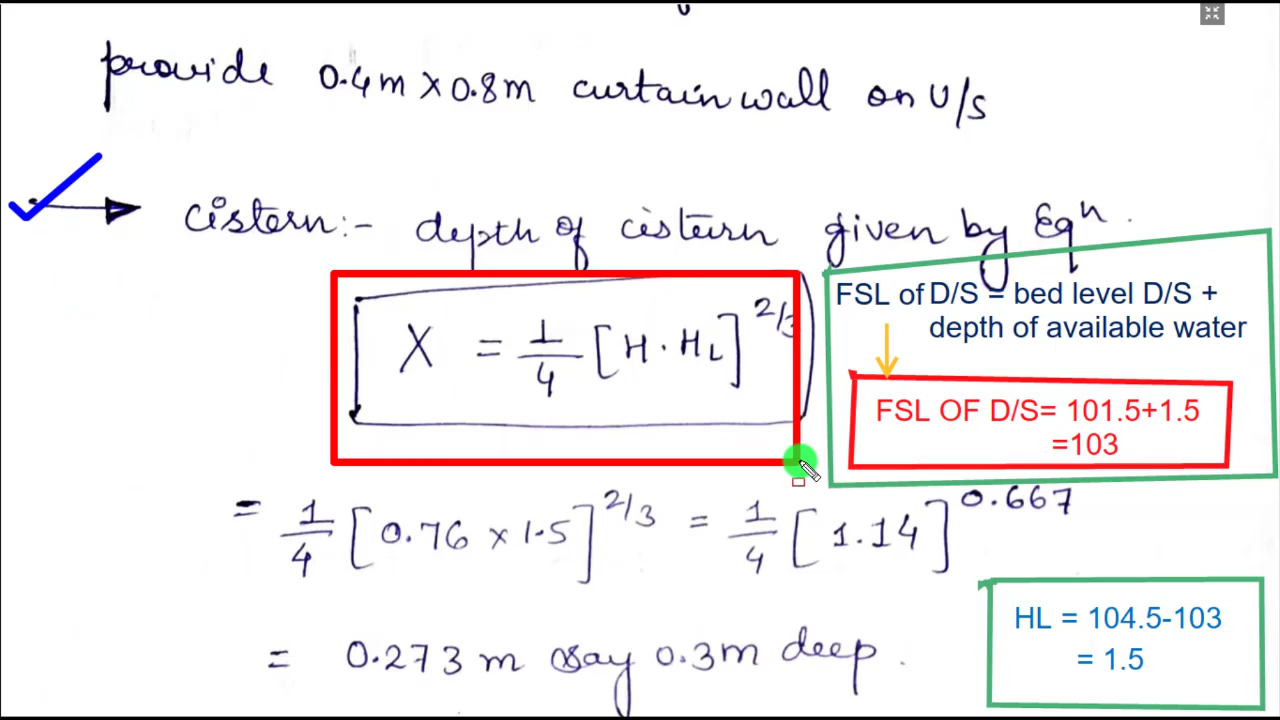 provide 0.4m × 0.8m curtain wall on U/S
cistern:- depth of cistern given by Eqn.
X = 1/4 [H.HL]^2/3
FSL of D/S = bed level D/S +
depth of available water
FSL OF D/S= 101.5+1.5
=103
= 1/4 [0.76 × 1.5]^2/3 = 1/4 [1.14]^0.667
HL = 104.5-103
= 1.5
= 0.273 m say 0.3m deep.